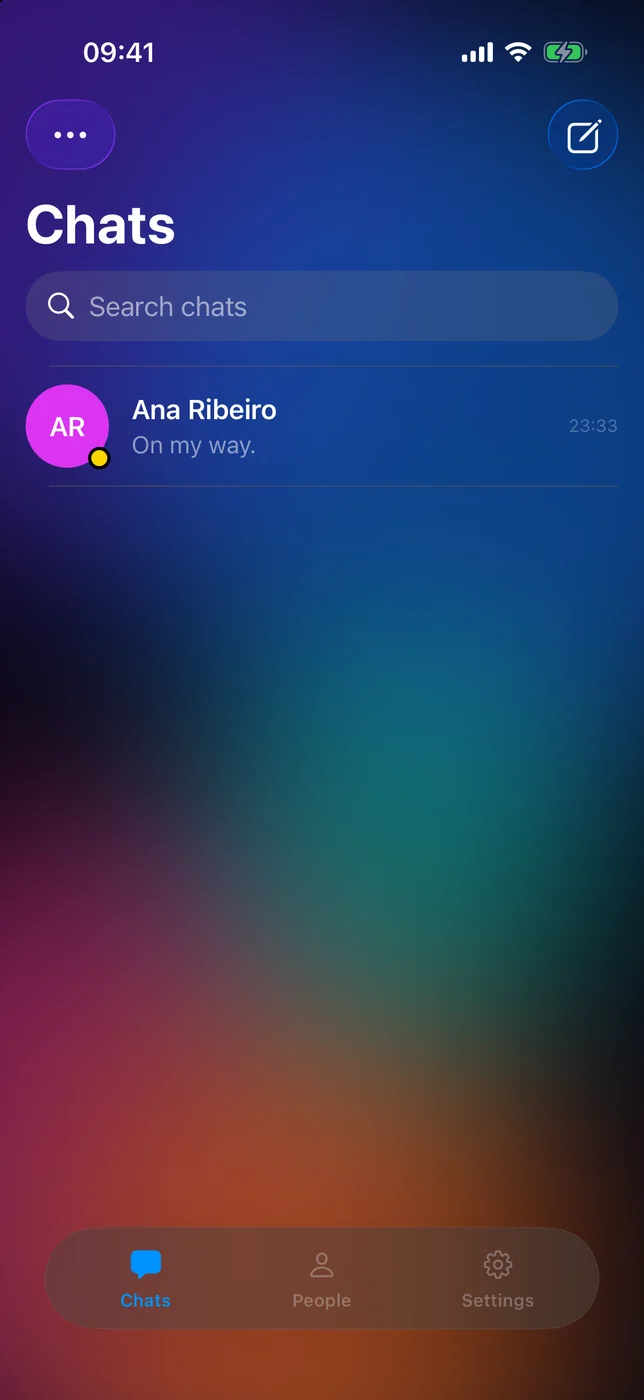 09:41
Chats
Search chats
AR
Ana Ribeiro
On my way.
23:33
Chats
People
Settings